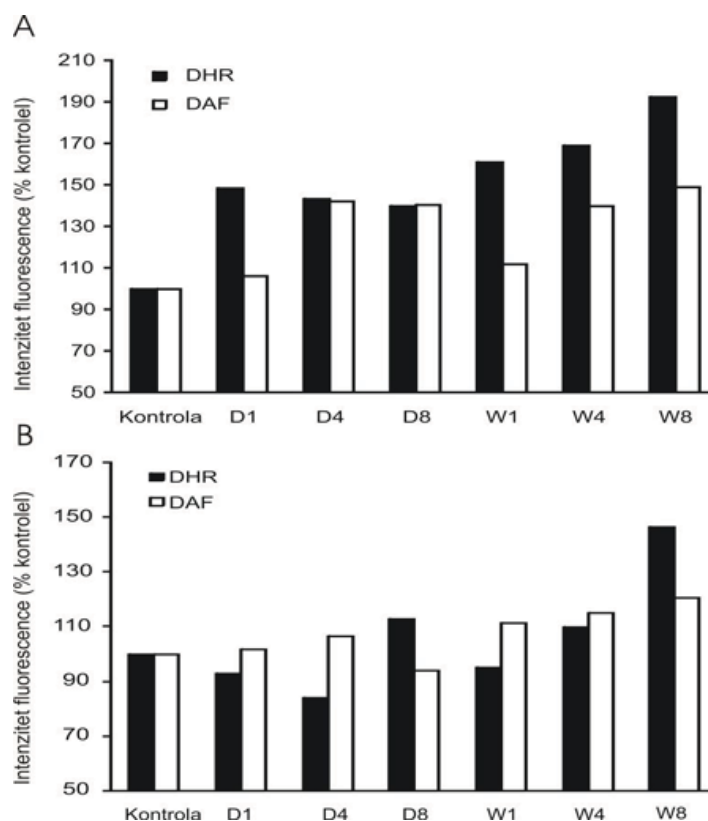 A
Intenzitet fluorescence (% kontrolel)
210
190
170
150
130
110
90
70
50
DHR
DAF
Kontrola D1 D4 D8 W1 W4 W8
B
Intenzitet fluorescence (% kontrolel)
170
150
130
110
90
70
50
DHR
DAF
Kontrola D1 D4 D8 W1 W4 W8